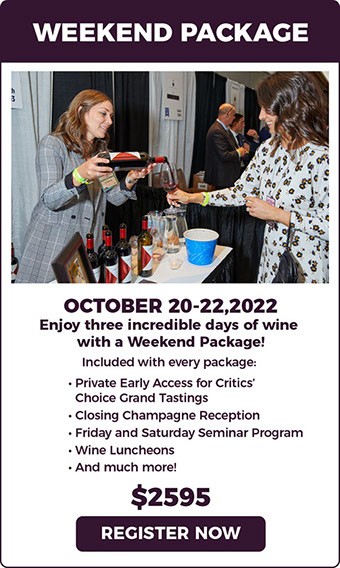 WEEKEND PACKAGE
OCTOBER 20-22,2022
Enjoy three incredible days of wine
with a Weekend Package!
Included with every package:
• Private Early Access for Critics'
Choice Grand Tastings
• Closing Champagne Reception
• Friday and Saturday Seminar Program
• Wine Luncheons
• And much more!
$2595
REGISTER NOW